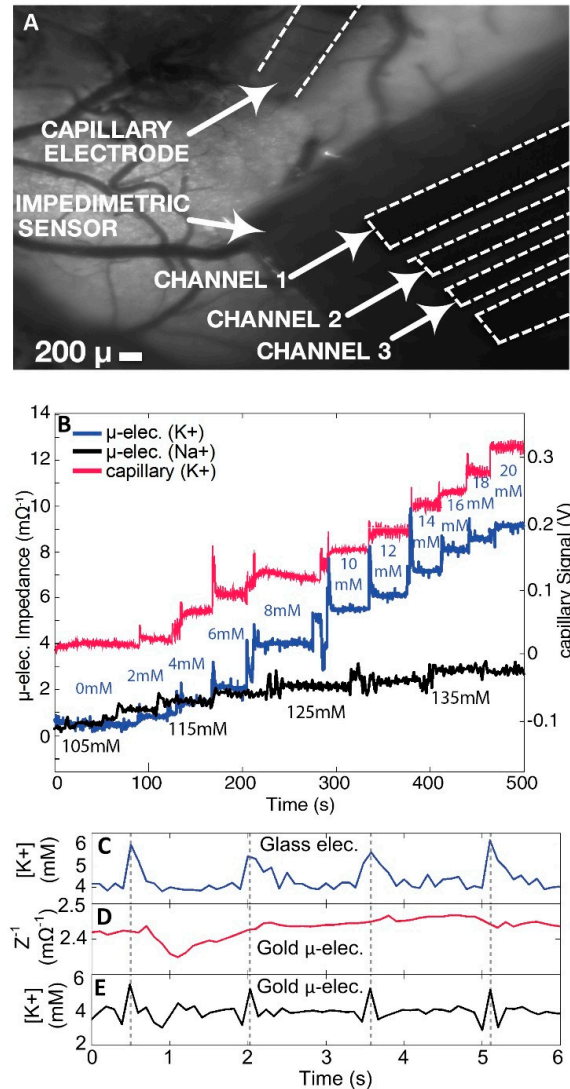 A
CAPILLARY
ELECTRODE
IMPEDIMETRIC
SENSOR
CHANNEL 1
CHANNEL 2
CHANNEL 3
200 µ
B
µ-elec. (K+)
µ-elec. (Na+)
capillary (K+)
µ-elec. Impedance (mΩ⁻¹)
14
12
10
8
6
4
2
0
capillary Signal (V)
0.3
0.2
0.1
0
-0.1
0mM
2mM
4mM
6mM
8mM
10
mM
12
mM
14
mM
16
mM
18
mM
20
mM
105mM
115mM
125mM
135mM
0 100 200 300 400 500
Time (s)
C
[K+]
(mM)
6
5
4
Glass elec.
D
Z⁻¹
(mΩ⁻¹)
2.5
2.4
Gold µ-elec.
E
[K+]
(mM)
6
4
2
Gold µ-elec.
0 1 2 3 4 5 6
Time (s)